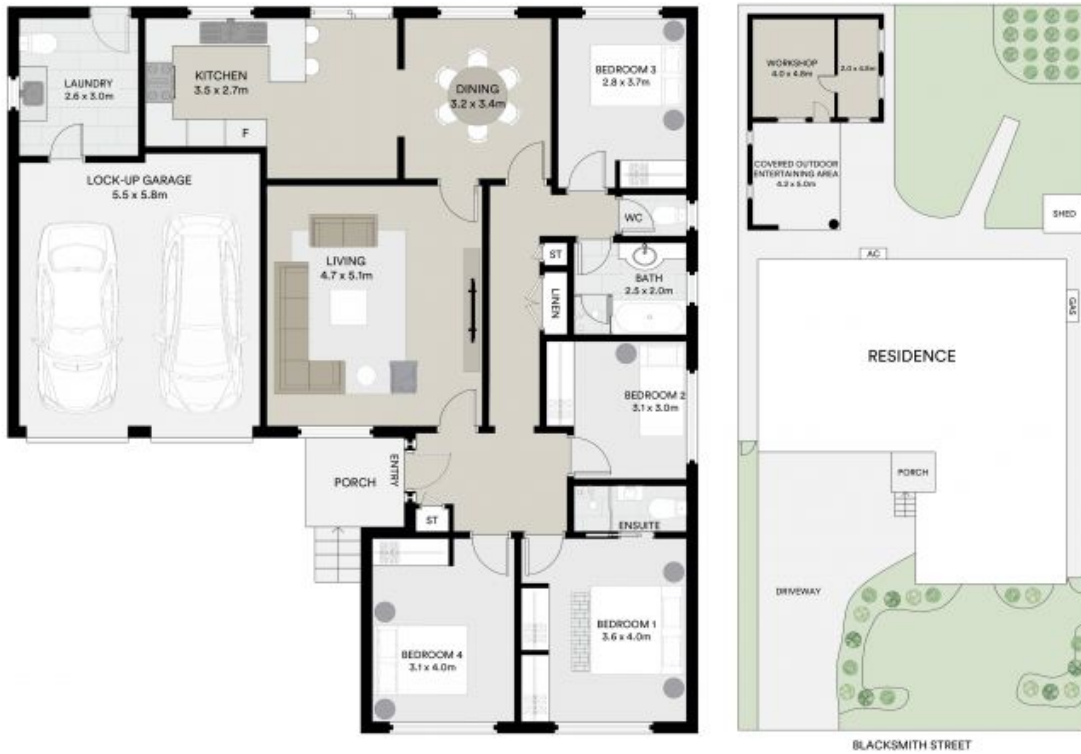 LAUNDRY
2.6 x 3.0m
KITCHEN
3.5 x 2.7m
F
DINING
3.2 x 3.4m
BEDROOM 3
2.8 x 3.7m
LOCK-UP GARAGE
5.5 x 5.8m
LIVING
4.7 x 5.1m
WC
ST
BATH
2.5 x 2.0m
LINEN
BEDROOM 2
3.1 x 3.0m
PORCH
ENTRY
ST
ENSUITE
BEDROOM 4
3.1 x 4.0m
BEDROOM 1
3.6 x 4.0m
WORKSHOP
4.0 x 4.8m
2.0 x 4.8m
COVERED OUTDOOR
ENTERTAINING AREA
4.2 x 5.0m
SHED
AC
GAS
RESIDENCE
PORCH
DRIVEWAY
BLACKSMITH STREET